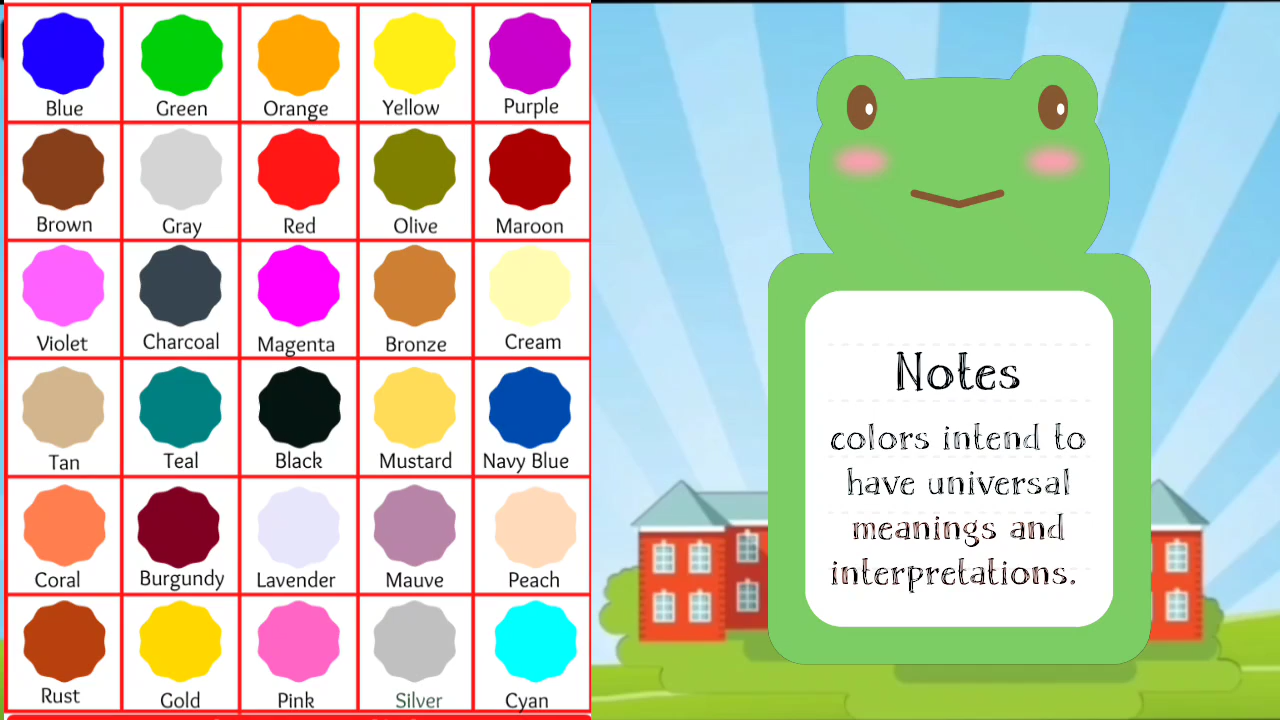 Blue Green Orange Yellow Purple
Brown Gray Red Olive Maroon
Violet Charcoal Magenta Bronze Cream
Tan Teal Black Mustard Navy Blue
Coral Burgundy Lavender Mauve Peach
Rust Gold Pink Silver Cyan
Notes
colors intend to
have universal
meanings and
interpretations.